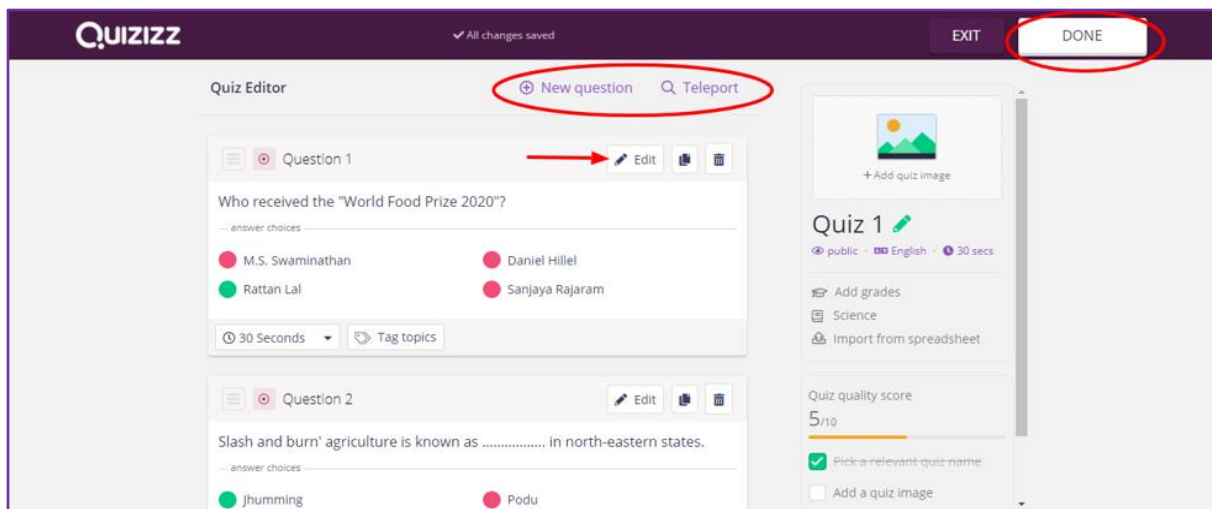 QUIZIZZ
All changes saved
EXIT
DONE
Quiz Editor
New question
Teleport
Question 1
Edit
Who received the "World Food Prize 2020"?
answer choices
M.S. Swaminathan
Daniel Hillel
Rattan Lal
Sanjaya Rajaram
30 Seconds
Tag topics
Question 2
Edit
Slash and burn' agriculture is known as ................. in north-eastern states.
answer choices
Jhumming
Podu
+Add quiz image
Quiz 1
public - English - 30 secs
Add grades
Science
Import from spreadsheet
Quiz quality score
5/10
Pick a relevant quiz name
Add a quiz image